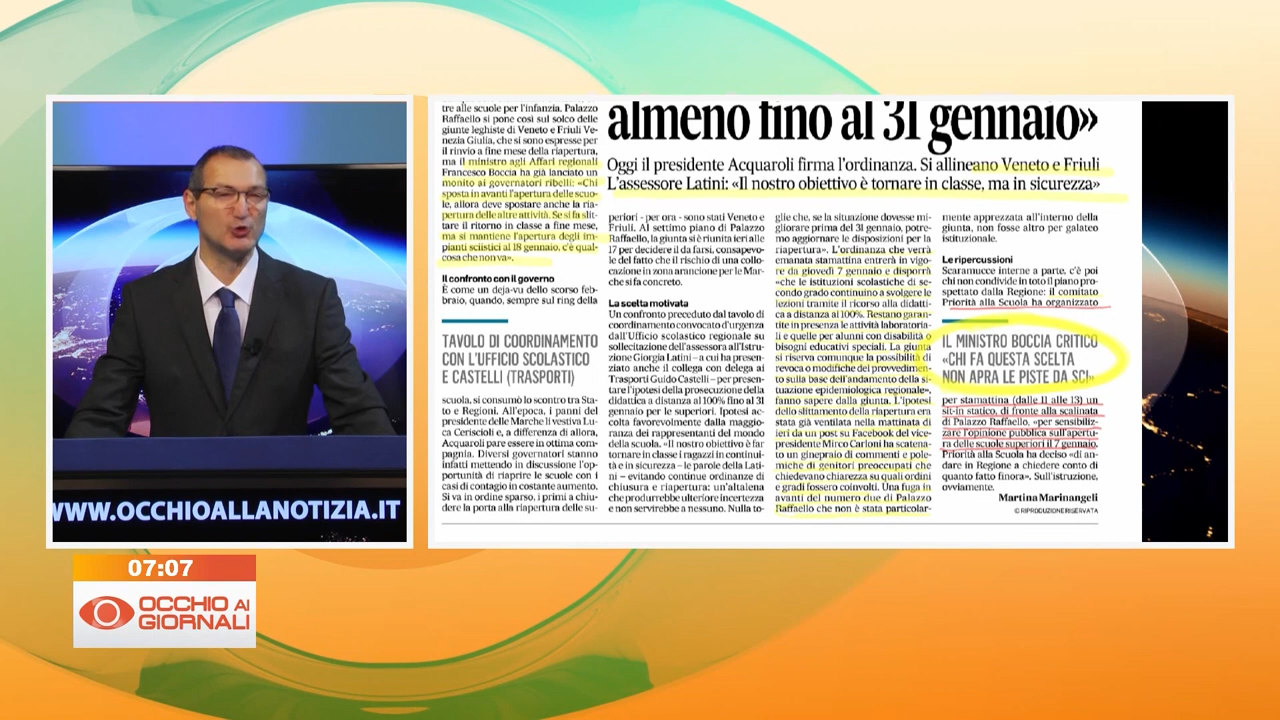 tre alle scuole per l'infanzia. Palazzo
Raffaello si pone così sul solco delle
giunte leghiste di Veneto e Friuli Ve-
nezia Giulia, che si sono espresse per
il rinvio a fine mese della riapertura,
ma il ministro agli Affari regionali
Francesco Boccia ha già lanciato un
monito ai governatori ribelli: «Chi
sposta in avanti l'apertura delle scuo-
le, allora deve spostare anche la ria-
pertura delle altre attività. Se si fa slit-
tare il ritorno in classe a fine mese,
ma si mantiene l'apertura degli im-
pianti sciistici al 18 gennaio, c'è qual-
cosa che non va».
Il confronto con il governo
È come un deja-vu dello scorso feb-
braio, quando, sempre sul ring della
TAVOLO DI COORDINAMENTO
CON L'UFFICIO SCOLASTICO
E CASTELLI (TRASPORTI)
scuola, si consumò lo scontro tra Sta-
to e Regioni. All'epoca, i panni del
presidente delle Marche li vestiva Lu-
ca Ceriscioli e, a differenza di allora,
Acquaroli pare essere in ottima com-
pagnia. Diversi governatori stanno
infatti mettendo in discussione l'op-
portunità di riaprire le scuole con i
casi di contagio in costante aumento.
Si va in ordine sparso, i primi a chiu-
dere la porta alla riapertura delle su-
almeno fino al 31 gennaio»
Oggi il presidente Acquaroli firma l'ordinanza. Si allineano Veneto e Friuli
L'assessore Latini: «Il nostro obiettivo è tornare in classe, ma in sicurezza»
periori - per ora - sono stati Veneto e
Friuli. Al settimo piano di Palazzo
Raffaello, la giunta si è riunita ieri alle
17 per decidere il da farsi, consapevo-
le del fatto che il rischio di una collo-
cazione in zona arancione per le Mar-
che si fa concreto.
La scelta motivata
Un confronto preceduto dal tavolo di
coordinamento convocato d'urgenza
dall'Ufficio scolastico regionale su
sollecitazione dell'assessora all'Istru-
zione Giorgia Latini – a cui ha presen-
ziato anche il collega con delega ai
Trasporti Guido Castelli – per presen-
tare l'ipotesi della prosecuzione della
didattica a distanza al 100% fino al 31
gennaio per le superiori. Ipotesi ac-
colta favorevolmente dalla maggio-
ranza dei rappresentanti del mondo
della scuola. «Il nostro obiettivo è far
tornare in classe i ragazzi in continui-
tà e in sicurezza – le parole della Lati-
ni – evitando continue ordinanze di
chiusura e riapertura: un'altalena
che produrrebbe ulteriore incertezza
e non servirebbe a nessuno. Nulla to-
glie che, se la situazione dovesse mi-
gliorare prima del 31 gennaio, potre-
mo aggiornare le disposizioni per la
riapertura». L'ordinanza che verrà
emanata stamattina entrerà in vigo-
re da giovedì 7 gennaio e disporrà
«che le istituzioni scolastiche di se-
condo grado continuino a svolgere le
lezioni tramite il ricorso alla didatti-
ca a distanza al 100%. Restano garan-
tite in presenza le attività laboratoria-
li e quelle per alunni con disabilità o
bisogni educativi speciali. La giunta
si riserva comunque la possibilità di
revoca o modifiche del provvedimen-
to sulla base dell'andamento della si-
tuazione epidemiologica regionale»,
fanno sapere dalla giunta. L'ipotesi
dello slittamento della riapertura era
stata già ventilata nella mattinata di
ieri da un post su Facebook del vice-
presidente Mirco Carloni ha scatena-
to un ginepraio di commenti e pole-
miche di genitori preoccupati che
chiedevano chiarezza su quali ordini
e gradi fossero coinvolti. Una fuga in
avanti del numero due di Palazzo
Raffaello che non è stata particolar-
mente apprezzata all'interno della
giunta, non fosse altro per galateo
istituzionale.
Le ripercussioni
Scaramucce interne a parte, c'è poi
chi non condivide in toto il piano pro-
spettato dalla Regione: il comitato
Priorità alla Scuola ha organizzato
IL MINISTRO BOCCIA CRITICO
«CHI FA QUESTA SCELTA
NON APRA LE PISTE DA SCI»
per stamattina (dalle 11 alle 13) un
sit-in statico, di fronte alla scalinata
di Palazzo Raffaello, «per sensibiliz-
zare l'opinione pubblica sull'apertu-
ra delle scuole superiori il 7 gennaio.
Priorità alla Scuola ha deciso «di an-
dare in Regione a chiedere conto di
quanto fatto finora». Sull'istruzione,
ovviamente.
Martina Marinangeli
© RIPRODUZIONE RISERVATA
WWW.OCCHIOALLANOTIZIA.IT
07:07
OCCHIO AI
GIORNALI